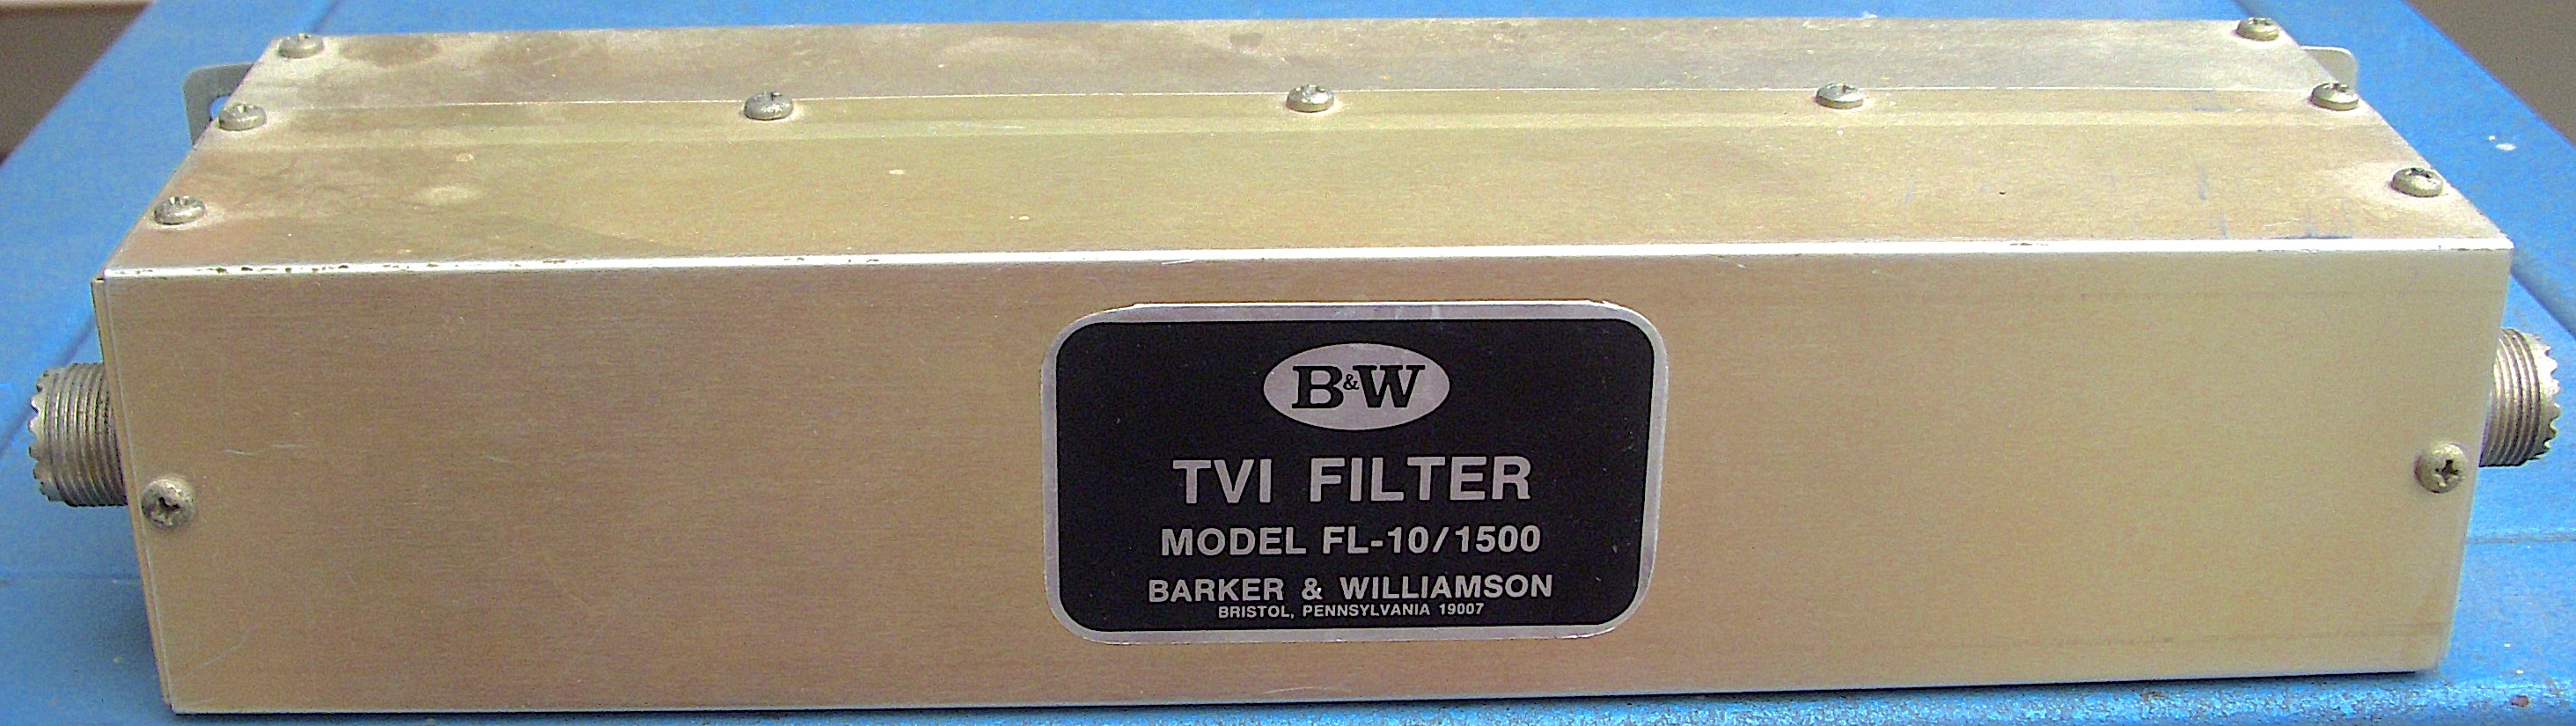 B&W
TVI FILTER
MODEL FL-10/1500
BARKER & WILLIAMSON
BRISTOL, PENNSYLVANIA 19007